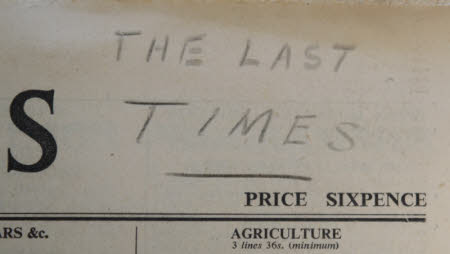 THE LAST
S TIMES
PRICE SIXPENCE
ARS &c. AGRICULTURE
3 lines 36s. (minimum)